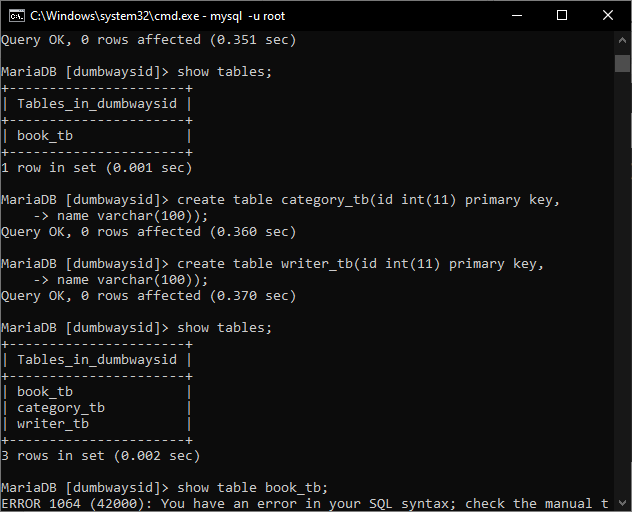 C:\Windows\system32\cmd.exe - mysql  -u root
Query OK, 0 rows affected (0.351 sec)
MariaDB [dumbwaysid]> show tables;
+----------------------+
| Tables_in_dumbwaysid |
+----------------------+
| book_tb              |
+----------------------+
1 row in set (0.001 sec)
MariaDB [dumbwaysid]> create table category_tb(id int(11) primary key,
    -> name varchar(100));
Query OK, 0 rows affected (0.360 sec)
MariaDB [dumbwaysid]> create table writer_tb(id int(11) primary key,
    -> name varchar(100));
Query OK, 0 rows affected (0.370 sec)
MariaDB [dumbwaysid]> show tables;
+----------------------+
| Tables_in_dumbwaysid |
+----------------------+
| book_tb              |
| category_tb          |
| writer_tb            |
+----------------------+
3 rows in set (0.002 sec)
MariaDB [dumbwaysid]> show table book_tb;
ERROR 1064 (42000): You have an error in your SQL syntax; check the manual t